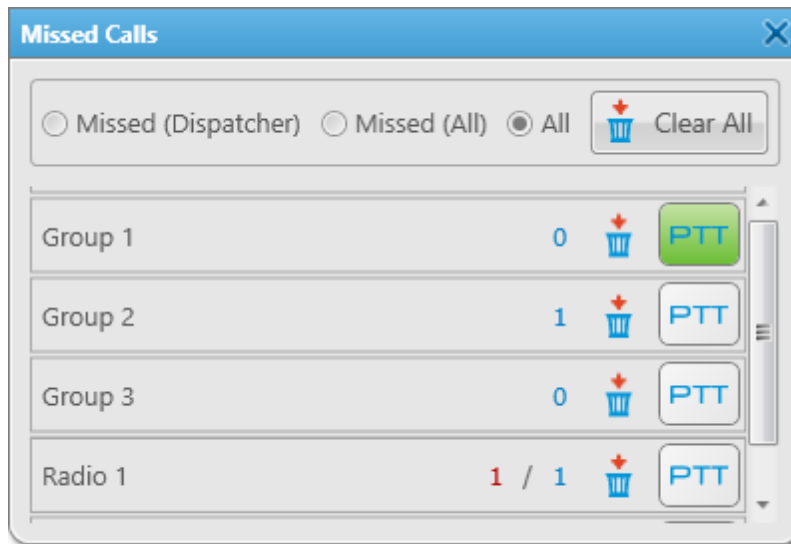 Missed Calls
Missed (Dispatcher) Missed (All) All Clear All
Group 1 0 PTT
Group 2 1 PTT
Group 3 0 PTT
Radio 1 1 / 1 PTT